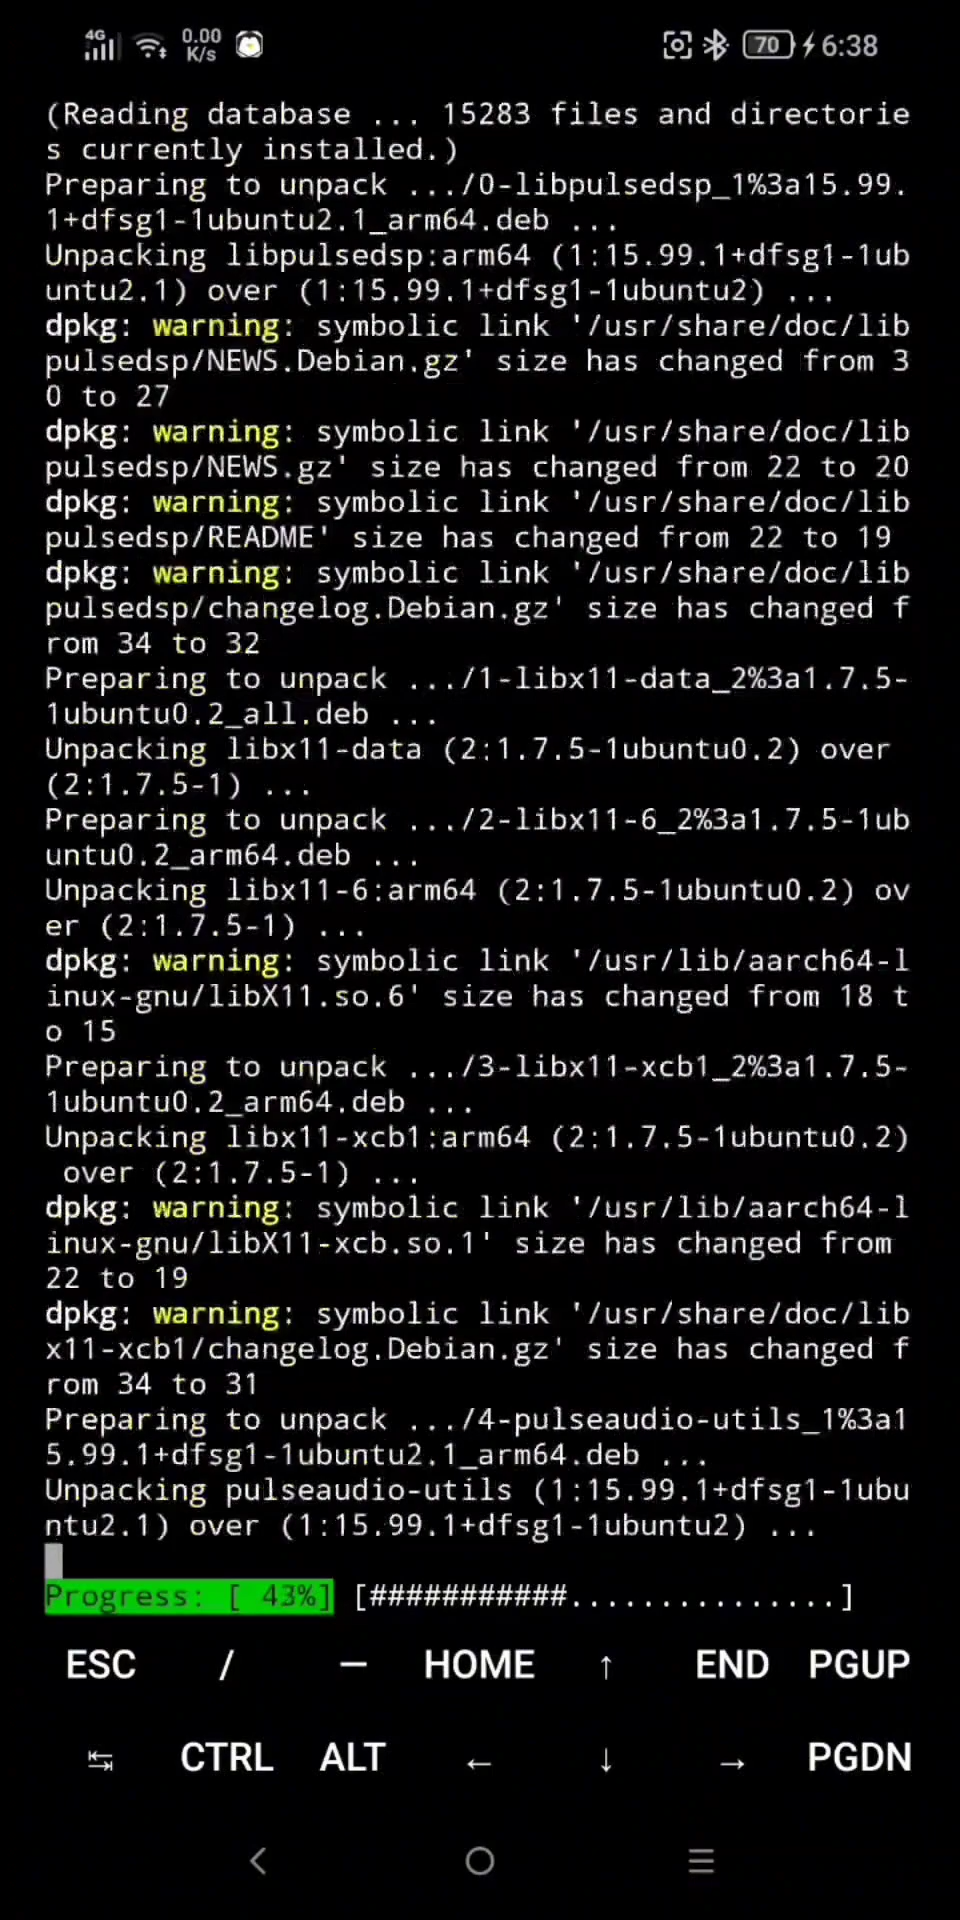 4G 0.00 K/s 70 6:38
(Reading database ... 15283 files and directorie
s currently installed.)
Preparing to unpack .../0-libpulsedsp_1%3a15.99.
1+dfsg1-1ubuntu2.1_arm64.deb ...
Unpacking libpulsedsp:arm64 (1:15.99.1+dfsg1-1ub
untu2.1) over (1:15.99.1+dfsg1-1ubuntu2) ...
dpkg: warning: symbolic link '/usr/share/doc/lib
pulsedsp/NEWS.Debian.gz' size has changed from 3
0 to 27
dpkg: warning: symbolic link '/usr/share/doc/lib
pulsedsp/NEWS.gz' size has changed from 22 to 20
dpkg: warning: symbolic link '/usr/share/doc/lib
pulsedsp/README' size has changed from 22 to 19
dpkg: warning: symbolic link '/usr/share/doc/lib
pulsedsp/changelog.Debian.gz' size has changed f
rom 34 to 32
Preparing to unpack .../1-libx11-data_2%3a1.7.5-
1ubuntu0.2_all.deb ...
Unpacking libx11-data (2:1.7.5-1ubuntu0.2) over
(2:1.7.5-1) ...
Preparing to unpack .../2-libx11-6_2%3a1.7.5-1ub
untu0.2_arm64.deb ...
Unpacking libx11-6:arm64 (2:1.7.5-1ubuntu0.2) ov
er (2:1.7.5-1) ...
dpkg: warning: symbolic link '/usr/lib/aarch64-l
inux-gnu/libX11.so.6' size has changed from 18 t
o 15
Preparing to unpack .../3-libx11-xcb1_2%3a1.7.5-
1ubuntu0.2_arm64.deb ...
Unpacking libx11-xcb1:arm64 (2:1.7.5-1ubuntu0.2)
 over (2:1.7.5-1) ...
dpkg: warning: symbolic link '/usr/lib/aarch64-l
inux-gnu/libX11-xcb.so.1' size has changed from
22 to 19
dpkg: warning: symbolic link '/usr/share/doc/lib
x11-xcb1/changelog.Debian.gz' size has changed f
rom 34 to 31
Preparing to unpack .../4-pulseaudio-utils_1%3a1
5.99.1+dfsg1-1ubuntu2.1_arm64.deb ...
Unpacking pulseaudio-utils (1:15.99.1+dfsg1-1ubu
ntu2.1) over (1:15.99.1+dfsg1-1ubuntu2) ...
Progress: [ 43%] [###########...............]
ESC / — HOME ↑ END PGUP
↹ CTRL ALT ← ↓ → PGDN